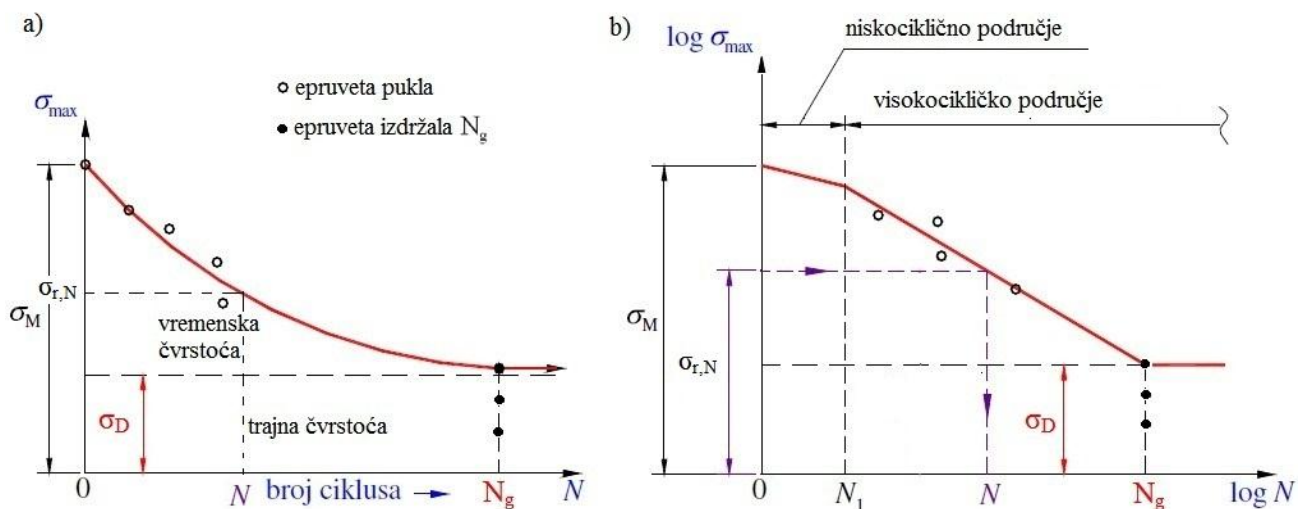 a)
σmax
epruveta pukla
epruveta izdržala Ng
σr,N
σM
vremenska
čvrstoća
σD
trajna čvrstoća
0
N
broj ciklusa
Ng
N
b)
log σmax
niskociklično područje
visokocikličko područje
σM
σr,N
σD
0
N1
N
Ng
log N